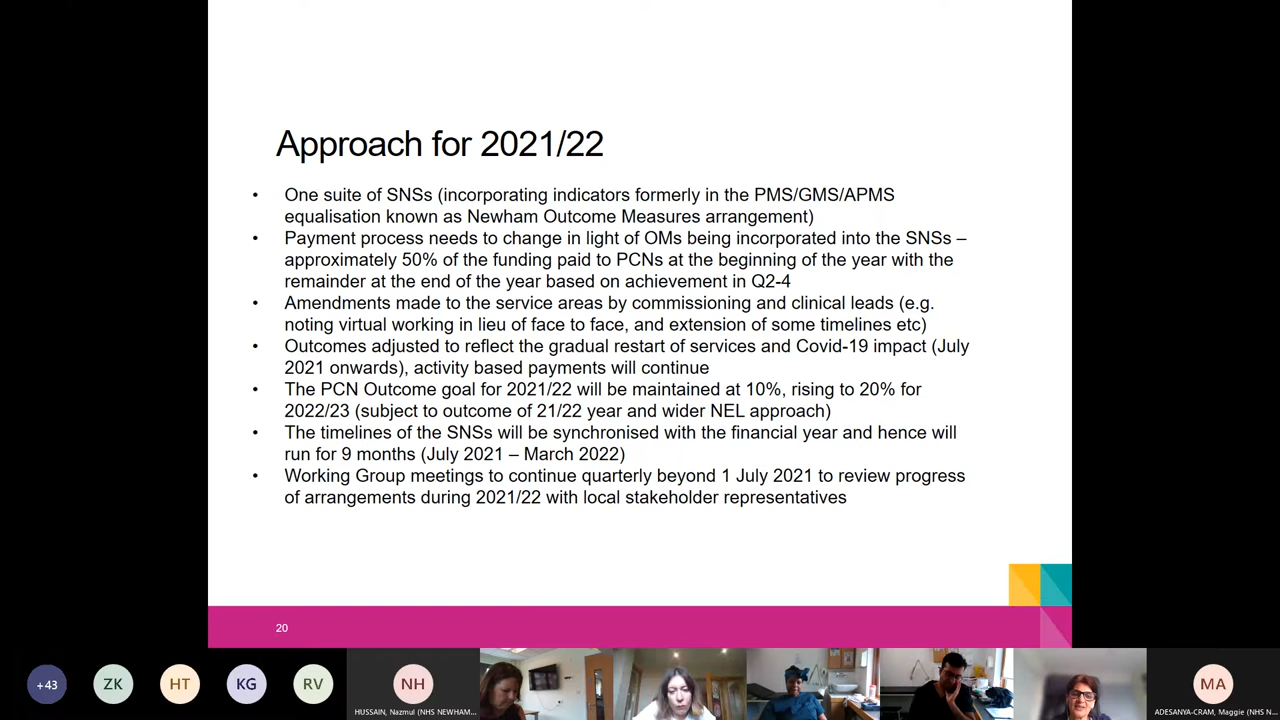 Approach for 2021/22
• One suite of SNSs (incorporating indicators formerly in the PMS/GMS/APMS
equalisation known as Newham Outcome Measures arrangement)
• Payment process needs to change in light of OMs being incorporated into the SNSs –
approximately 50% of the funding paid to PCNs at the beginning of the year with the
remainder at the end of the year based on achievement in Q2-4
• Amendments made to the service areas by commissioning and clinical leads (e.g.
noting virtual working in lieu of face to face, and extension of some timelines etc)
• Outcomes adjusted to reflect the gradual restart of services and Covid-19 impact (July
2021 onwards), activity based payments will continue
• The PCN Outcome goal for 2021/22 will be maintained at 10%, rising to 20% for
2022/23 (subject to outcome of 21/22 year and wider NEL approach)
• The timelines of the SNSs will be synchronised with the financial year and hence will
run for 9 months (July 2021 – March 2022)
• Working Group meetings to continue quarterly beyond 1 July 2021 to review progress
of arrangements during 2021/22 with local stakeholder representatives
20
+43
ZK
HT
KG
RV
NH
HUSSAIN, Nazmul (NHS NEWHAM...
MA
ADESANYA-CRAM, Maggie (NHS N...